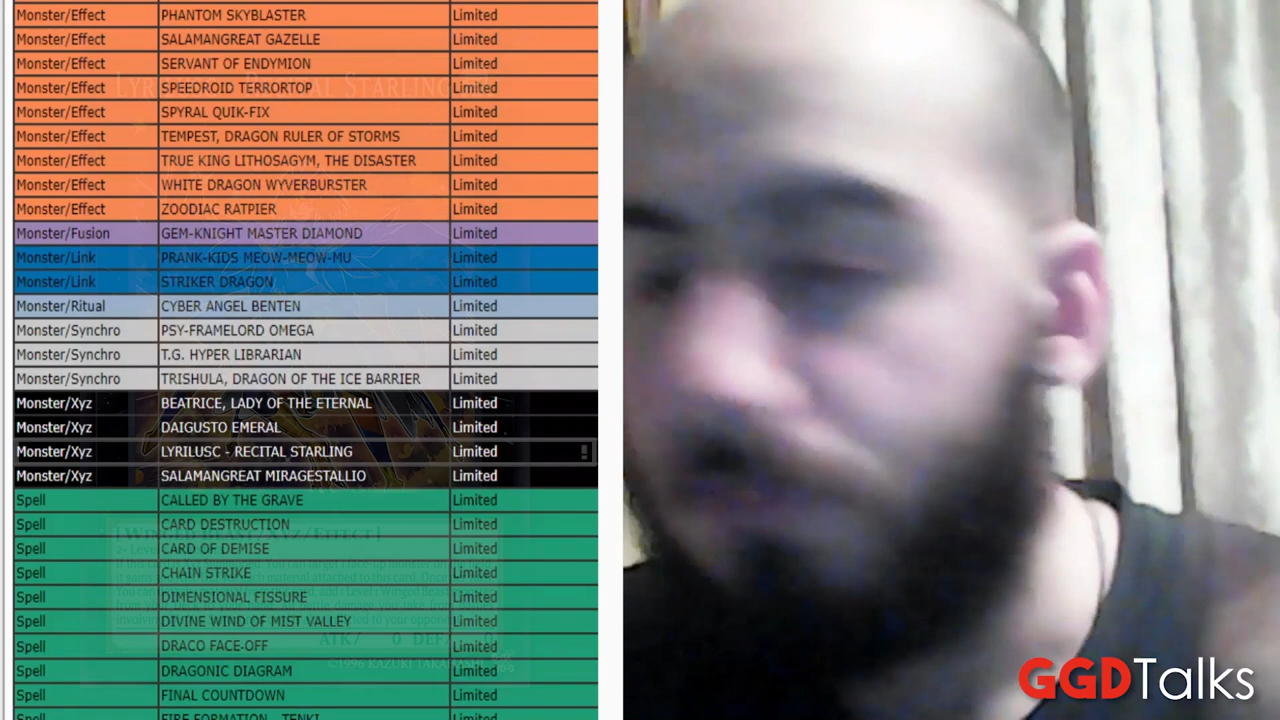 Monster/Effect PHANTOM SKYBLASTER Limited
Monster/Effect SALAMANGREAT GAZELLE Limited
Monster/Effect SERVANT OF ENDYMION Limited
Monster/Effect SPEEDROID TERRORTOP Limited
Monster/Effect SPYRAL QUIK-FIX Limited
Monster/Effect TEMPEST, DRAGON RULER OF STORMS Limited
Monster/Effect TRUE KING LITHOSAGYM, THE DISASTER Limited
Monster/Effect WHITE DRAGON WYVERBURSTER Limited
Monster/Effect ZOODIAC RATPIER Limited
Monster/Fusion GEM-KNIGHT MASTER DIAMOND Limited
Monster/Link PRANK-KIDS MEOW-MEOW-MU Limited
Monster/Link STRIKER DRAGON Limited
Monster/Ritual CYBER ANGEL BENTEN Limited
Monster/Synchro PSY-FRAMELORD OMEGA Limited
Monster/Synchro T.G. HYPER LIBRARIAN Limited
Monster/Synchro TRISHULA, DRAGON OF THE ICE BARRIER Limited
Monster/Xyz BEATRICE, LADY OF THE ETERNAL Limited
Monster/Xyz DAIGUSTO EMERAL Limited
Monster/Xyz LYRILUSC - RECITAL STARLING Limited
Monster/Xyz SALAMANGREAT MIRAGESTALLIO Limited
Spell CALLED BY THE GRAVE Limited
Spell CARD DESTRUCTION Limited
Spell CARD OF DEMISE Limited
Spell CHAIN STRIKE Limited
Spell DIMENSIONAL FISSURE Limited
Spell DIVINE WIND OF MIST VALLEY Limited
Spell DRACO FACE-OFF Limited
Spell DRAGONIC DIAGRAM Limited
Spell FINAL COUNTDOWN Limited
Spell FIRE FORMATION - TENKI Limited
GGDTalks